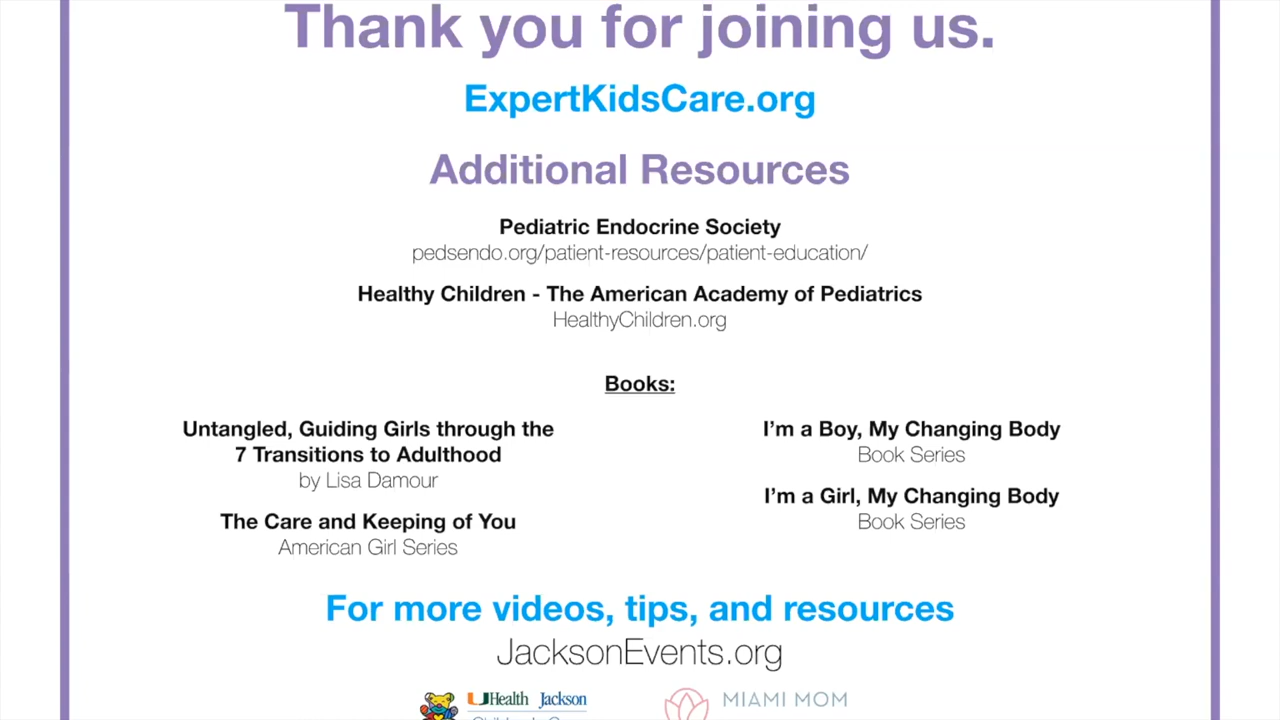 Thank you for joining us.
ExpertKidsCare.org
Additional Resources
Pediatric Endocrine Society
pedsendo.org/patient-resources/patient-education/
Healthy Children - The American Academy of Pediatrics
HealthyChildren.org
Books:
Untangled, Guiding Girls through the
7 Transitions to Adulthood
by Lisa Damour
The Care and Keeping of You
American Girl Series
I'm a Boy, My Changing Body
Book Series
I'm a Girl, My Changing Body
Book Series
For more videos, tips, and resources
JacksonEvents.org
UHealth Jackson
MIAMI MOM